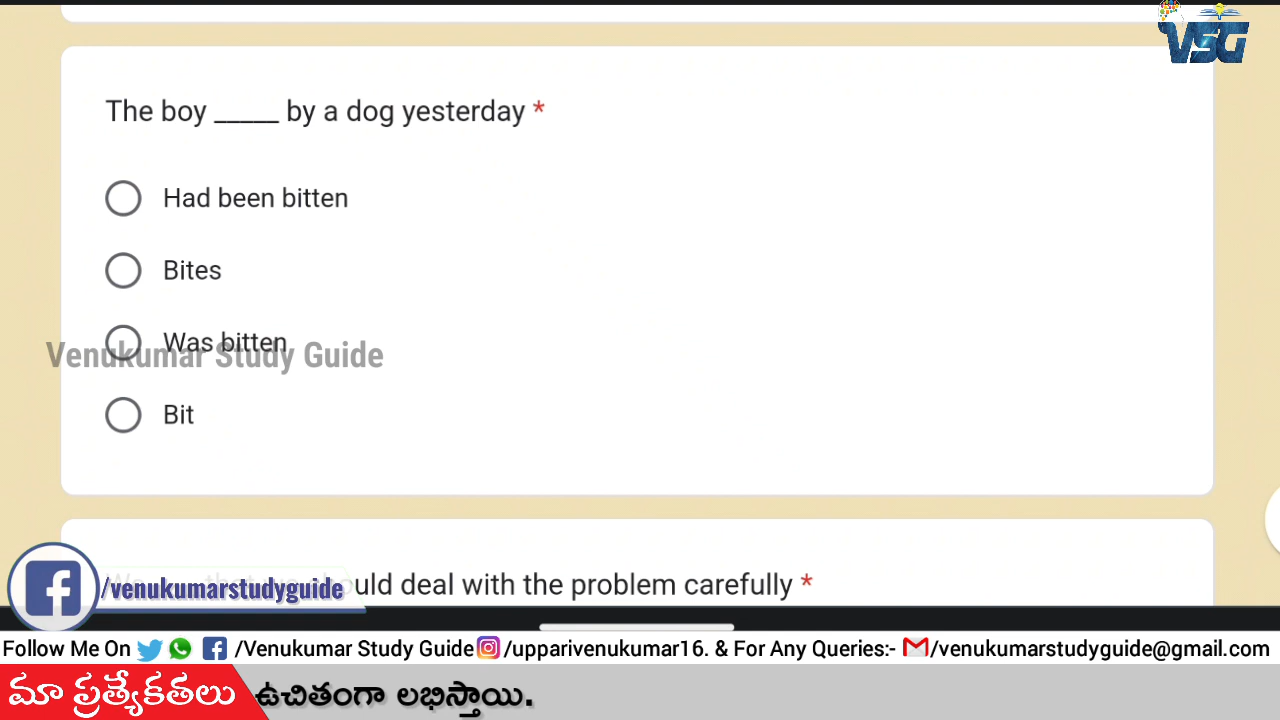 VSG
The boy _____ by a dog yesterday *
Had been bitten
Bites
Was bitten
Venukumar Study Guide
Bit
uld deal with the problem carefully *
/venukumarstudyguide
Follow Me On /Venukumar Study Guide /upparivenukumar16. & For Any Queries:- /venukumarstudyguide@gmail.com
మా ప్రత్యేకతలు ఉచితంగా లభిస్తాయి.